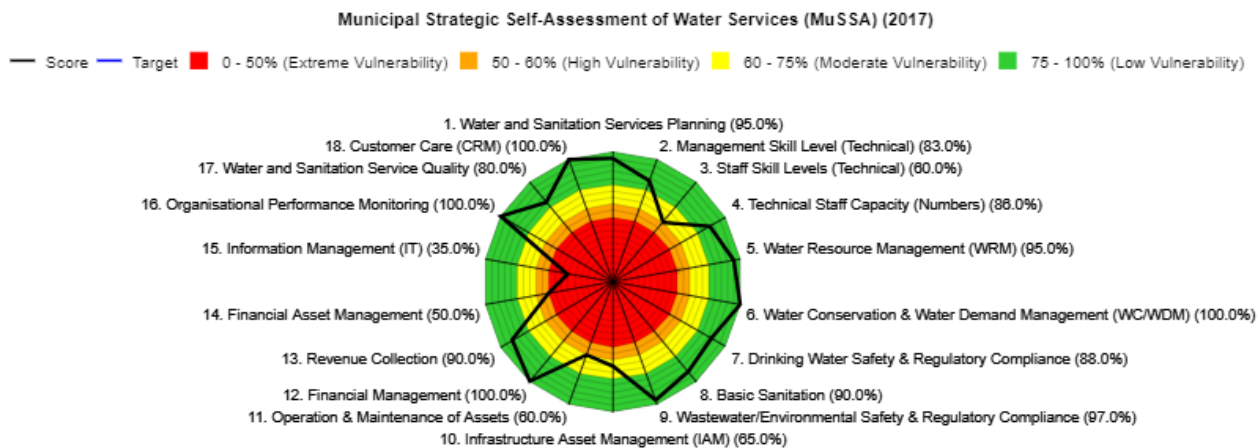 Municipal Strategic Self-Assessment of Water Services (MuSSA) (2017)
Score Target 0 - 50% (Extreme Vulnerability) 50 - 60% (High Vulnerability) 60 - 75% (Moderate Vulnerability) 75 - 100% (Low Vulnerability)
1. Water and Sanitation Services Planning (95.0%)
2. Management Skill Level (Technical) (83.0%)
3. Staff Skill Levels (Technical) (60.0%)
4. Technical Staff Capacity (Numbers) (86.0%)
5. Water Resource Management (WRM) (95.0%)
6. Water Conservation & Water Demand Management (WC/WDM) (100.0%)
7. Drinking Water Safety & Regulatory Compliance (88.0%)
8. Basic Sanitation (90.0%)
9. Wastewater/Environmental Safety & Regulatory Compliance (97.0%)
10. Infrastructure Asset Management (IAM) (65.0%)
11. Operation & Maintenance of Assets (60.0%)
12. Financial Management (100.0%)
13. Revenue Collection (90.0%)
14. Financial Asset Management (50.0%)
15. Information Management (IT) (35.0%)
16. Organisational Performance Monitoring (100.0%)
17. Water and Sanitation Service Quality (80.0%)
18. Customer Care (CRM) (100.0%)